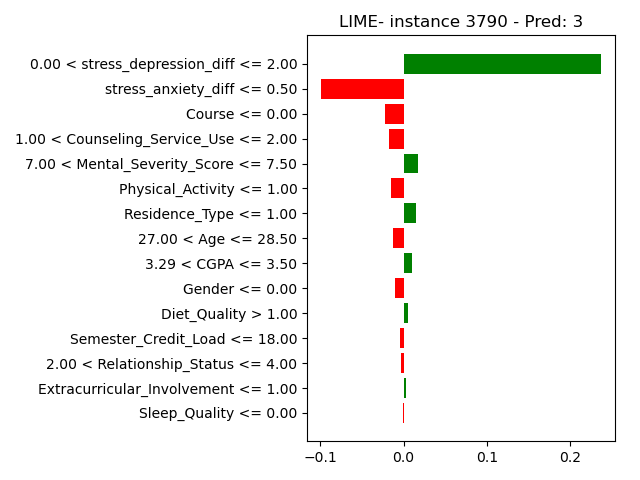 LIME- instance 3790 - Pred: 3
0.00 < stress_depression_diff <= 2.00
stress_anxiety_diff <= 0.50
Course <= 0.00
1.00 < Counseling_Service_Use <= 2.00
7.00 < Mental_Severity_Score <= 7.50
Physical_Activity <= 1.00
Residence_Type <= 1.00
27.00 < Age <= 28.50
3.29 < CGPA <= 3.50
Gender <= 0.00
Diet_Quality > 1.00
Semester_Credit_Load <= 18.00
2.00 < Relationship_Status <= 4.00
Extracurricular_Involvement <= 1.00
Sleep_Quality <= 0.00
−0.1 0.0 0.1 0.2